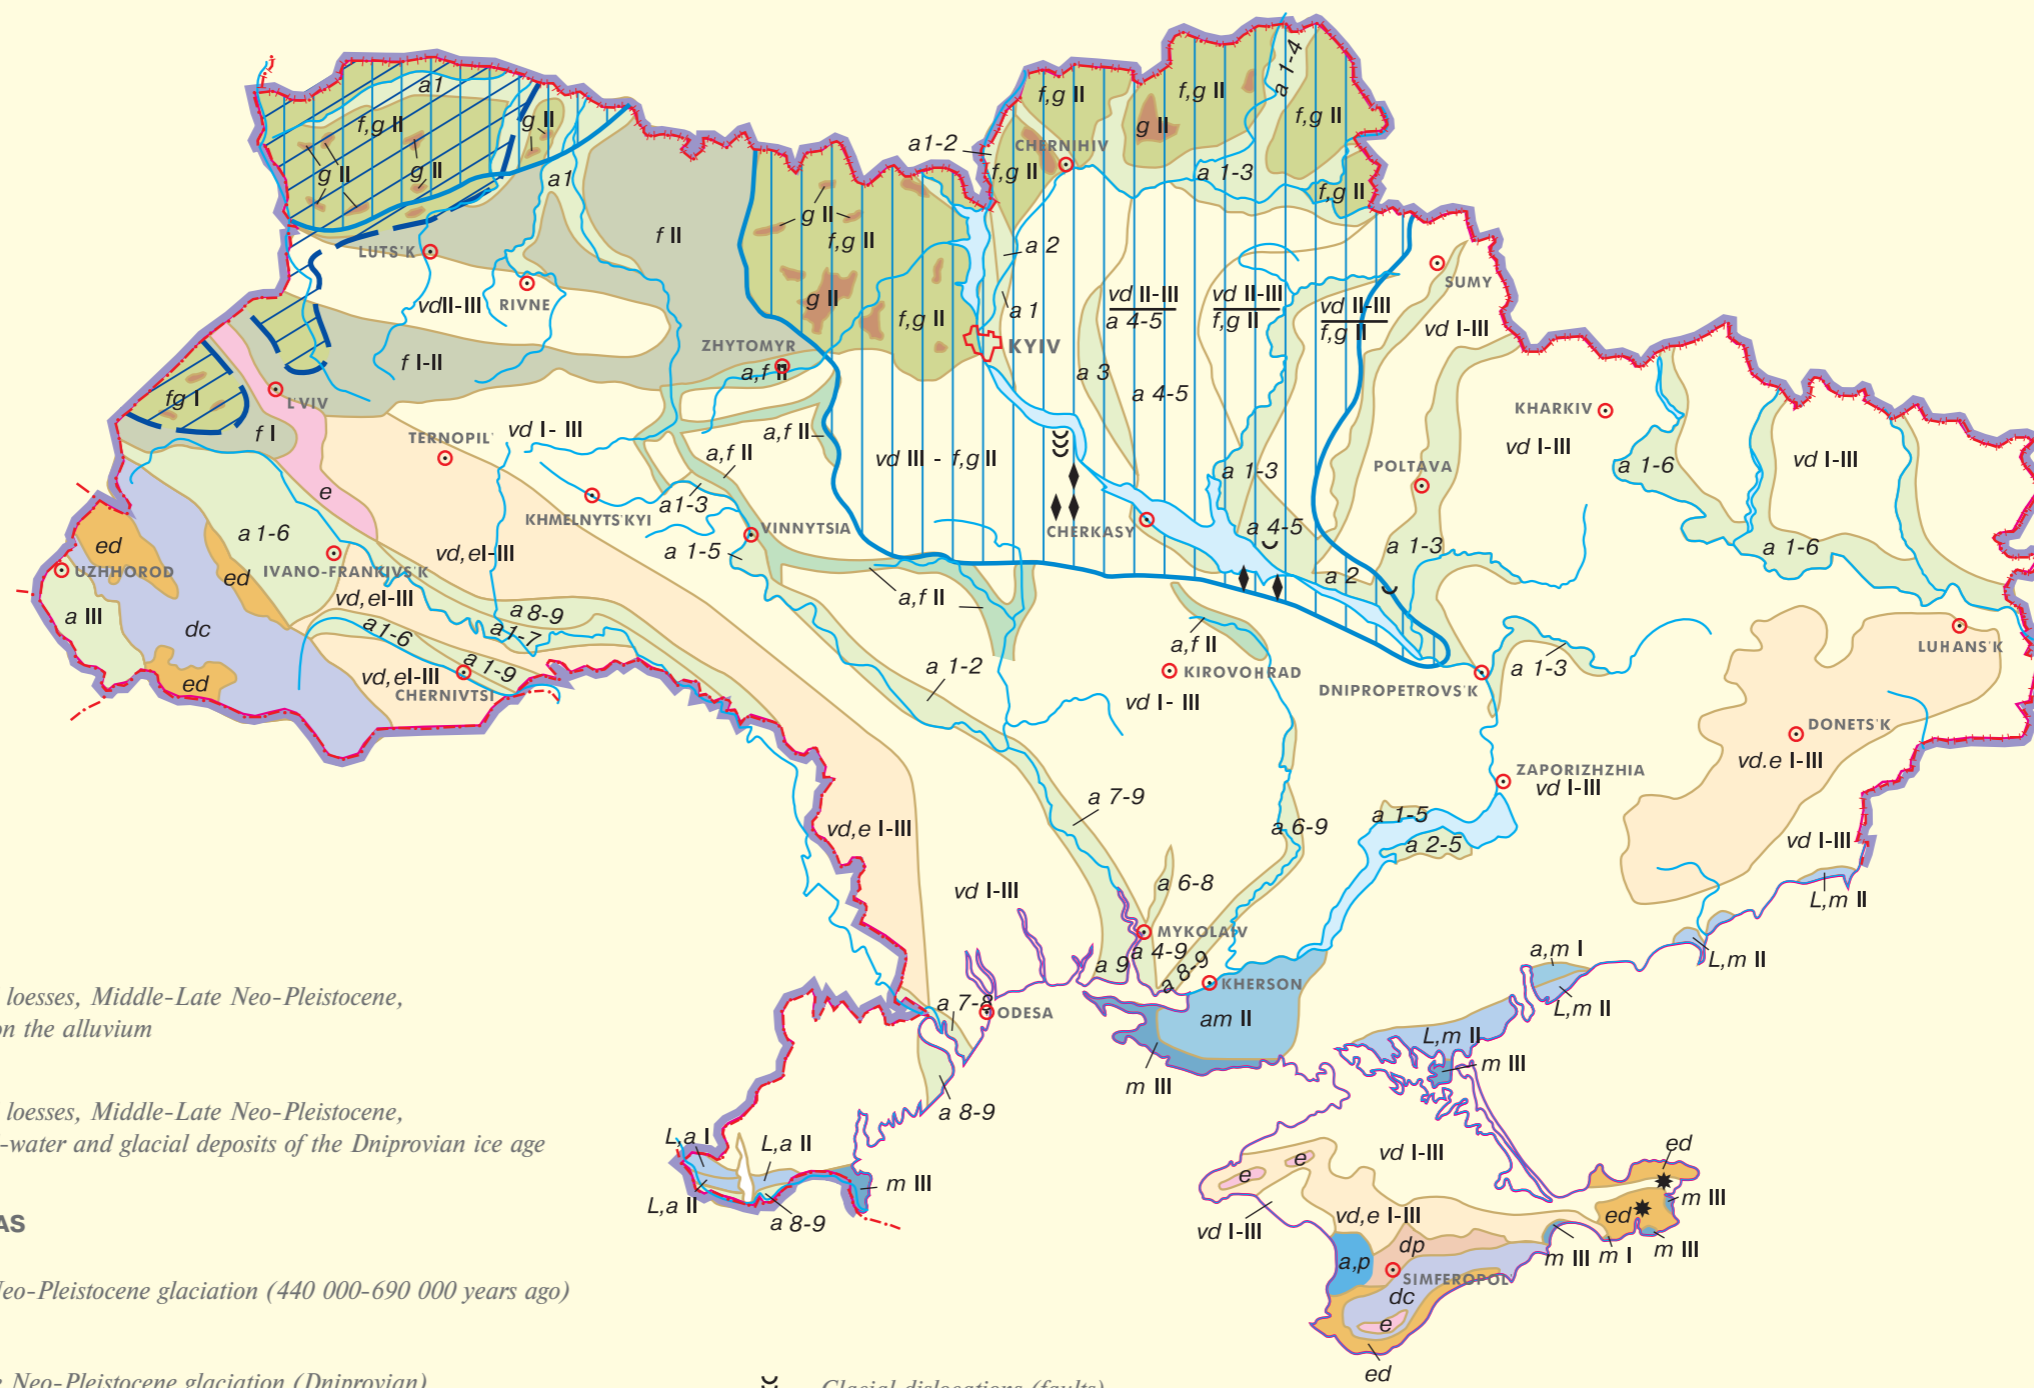 a1
f,g II
g II
g II
g II
a1
f II
LUTS'K
RIVNE
vdII-III
f I-II
ZHYTOMYR
a,f II
g II
f,g II
g II
f,g II
a1-2
f,g II
CHERNIHIV
f,g II
g II
f,g II
a 1-4
f,g II
a 1-3
f,g II
a 2
a 1
KYIV
vd II-III
a 4-5
vd II-III
f,g II
vd II-III
f,g II
SUMY
vd I-III
a 3
a 4-5
fg I
L'VIV
f I
TERNOPIL'
vd I- III
a,f II
a,f II
vd III - f,g II
a 1-3
KHARKIV
vd I-III
POLTAVA
a 1-6
vd I-III
e
a1-3
KHMELNYTS'KYI
VINNYTSIA
a 1-5
CHERKASY
a 4-5
a 1-3
a 1-6
a 1-6
ed
UZHHOROD
ed
IVANO-FRANKIVS'K
vd,eI-III
vd,eI-III
a III
dc
a 8-9
a1-7
a1-6
a 1-9
vd,eI-III
CHERNIVTSI
ed
a,f II
a 2
a,f II
a 1-2
KIROVOHRAD
vd I- III
DNIPROPETROVS'K
a 1-3
LUHANS'K
DONETS'K
vd.e I-III
ZAPORIZHZHIA
vd I-III
a 7-9
vd,e I-III
a 6-9
a 1-5
a 2-5
vd I-III
L,m II
vd I-III
a 6-8
MYKOLAIV
a 4-9
a 9
a 8-9
KHERSON
a,m I
L,m II
L,m II
a 7-8
ODESA
am II
L,m II
m III
m III
a 8-9
L,a I
L,a II
L,a II
a 8-9
m III
vd I-III
e
e
vd I-III
vd,e I-III
ed
m III
ed
m III
m I
m III
dp
a,p
SIMFEROPOL
dc
e
ed
loesses, Middle-Late Neo-Pleistocene,
on the alluvium
loesses, Middle-Late Neo-Pleistocene,
-water and glacial deposits of the Dniprovian ice age
AS
Neo-Pleistocene glaciation (440 000-690 000 years ago)
Neo-Pleistocene glaciation (Dniprovian)
Glacial dislocations (faults)